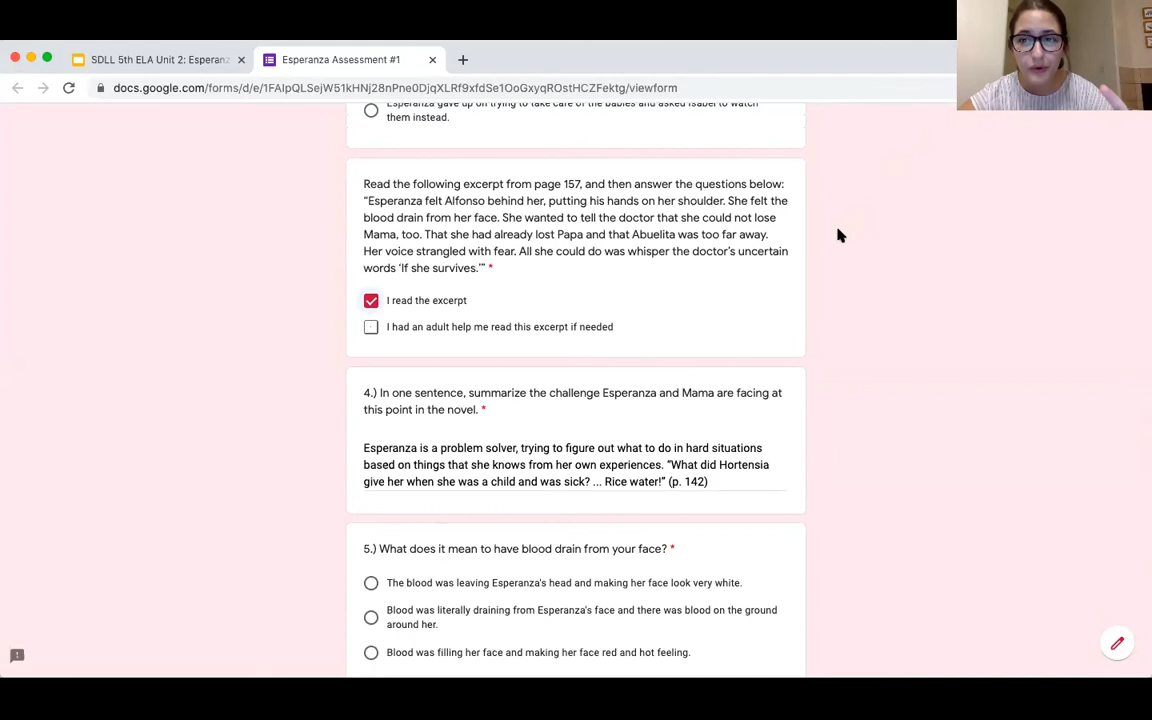 SDLL 5th ELA Unit 2: Esperanz
Esperanza Assessment #1
docs.google.com/forms/d/e/1FAIpQLSejW51kHNj28nPne0DjqXLRf9xfdSe1OoGxyqROstHCZFektg/viewform
Esperanza gave up on trying to take care of the babies and asked Isabel to watch
them instead.
Read the following excerpt from page 157, and then answer the questions below:
“Esperanza felt Alfonso behind her, putting his hands on her shoulder. She felt the
blood drain from her face. She wanted to tell the doctor that she could not lose
Mama, too. That she had already lost Papa and that Abuelita was too far away.
Her voice strangled with fear. All she could do was whisper the doctor’s uncertain
words ‘If she survives.’” *
I read the excerpt
I had an adult help me read this excerpt if needed
4.) In one sentence, summarize the challenge Esperanza and Mama are facing at
this point in the novel. *
Esperanza is a problem solver, trying to figure out what to do in hard situations
based on things that she knows from her own experiences. “What did Hortensia
give her when she was a child and was sick? ... Rice water!” (p. 142)
5.) What does it mean to have blood drain from your face? *
The blood was leaving Esperanza's head and making her face look very white.
Blood was literally draining from Esperanza's face and there was blood on the ground
around her.
Blood was filling her face and making her face red and hot feeling.